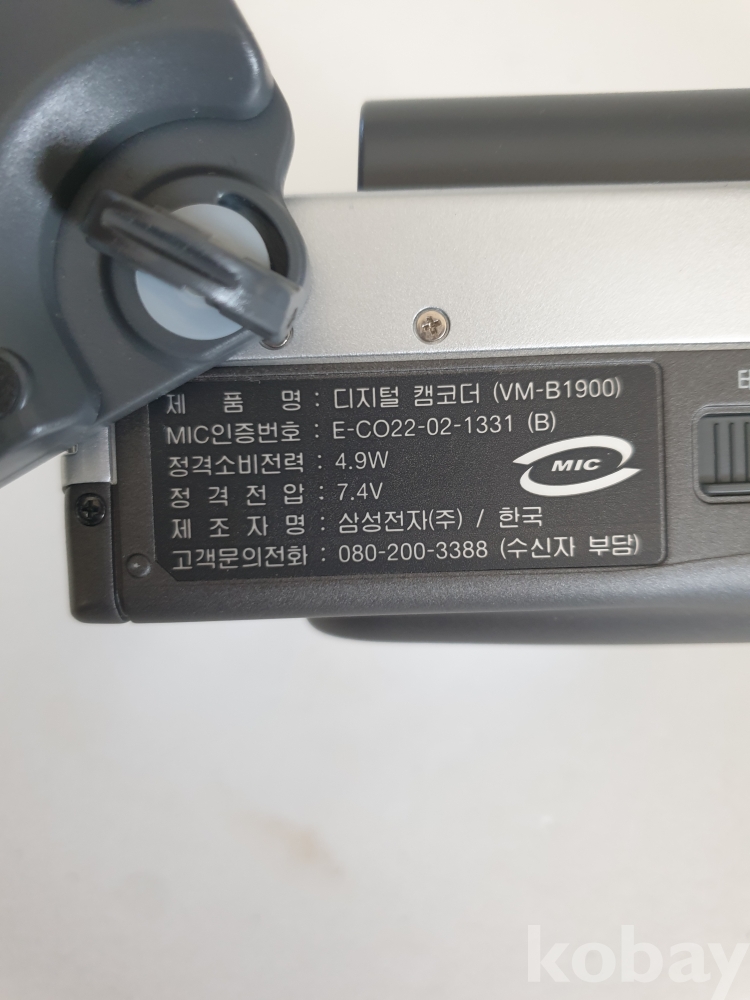 제 품 명 : 디지털 캠코더 (VM-B1900)
MIC인증번호 : E-CO22-02-1331 (B)
정격소비전력 : 4.9W
정 격 전 압 : 7.4V
제 조 자 명 : 삼성전자(주) / 한국
고객문의전화 : 080-200-3388 (수신자 부담)
MIC
kobay